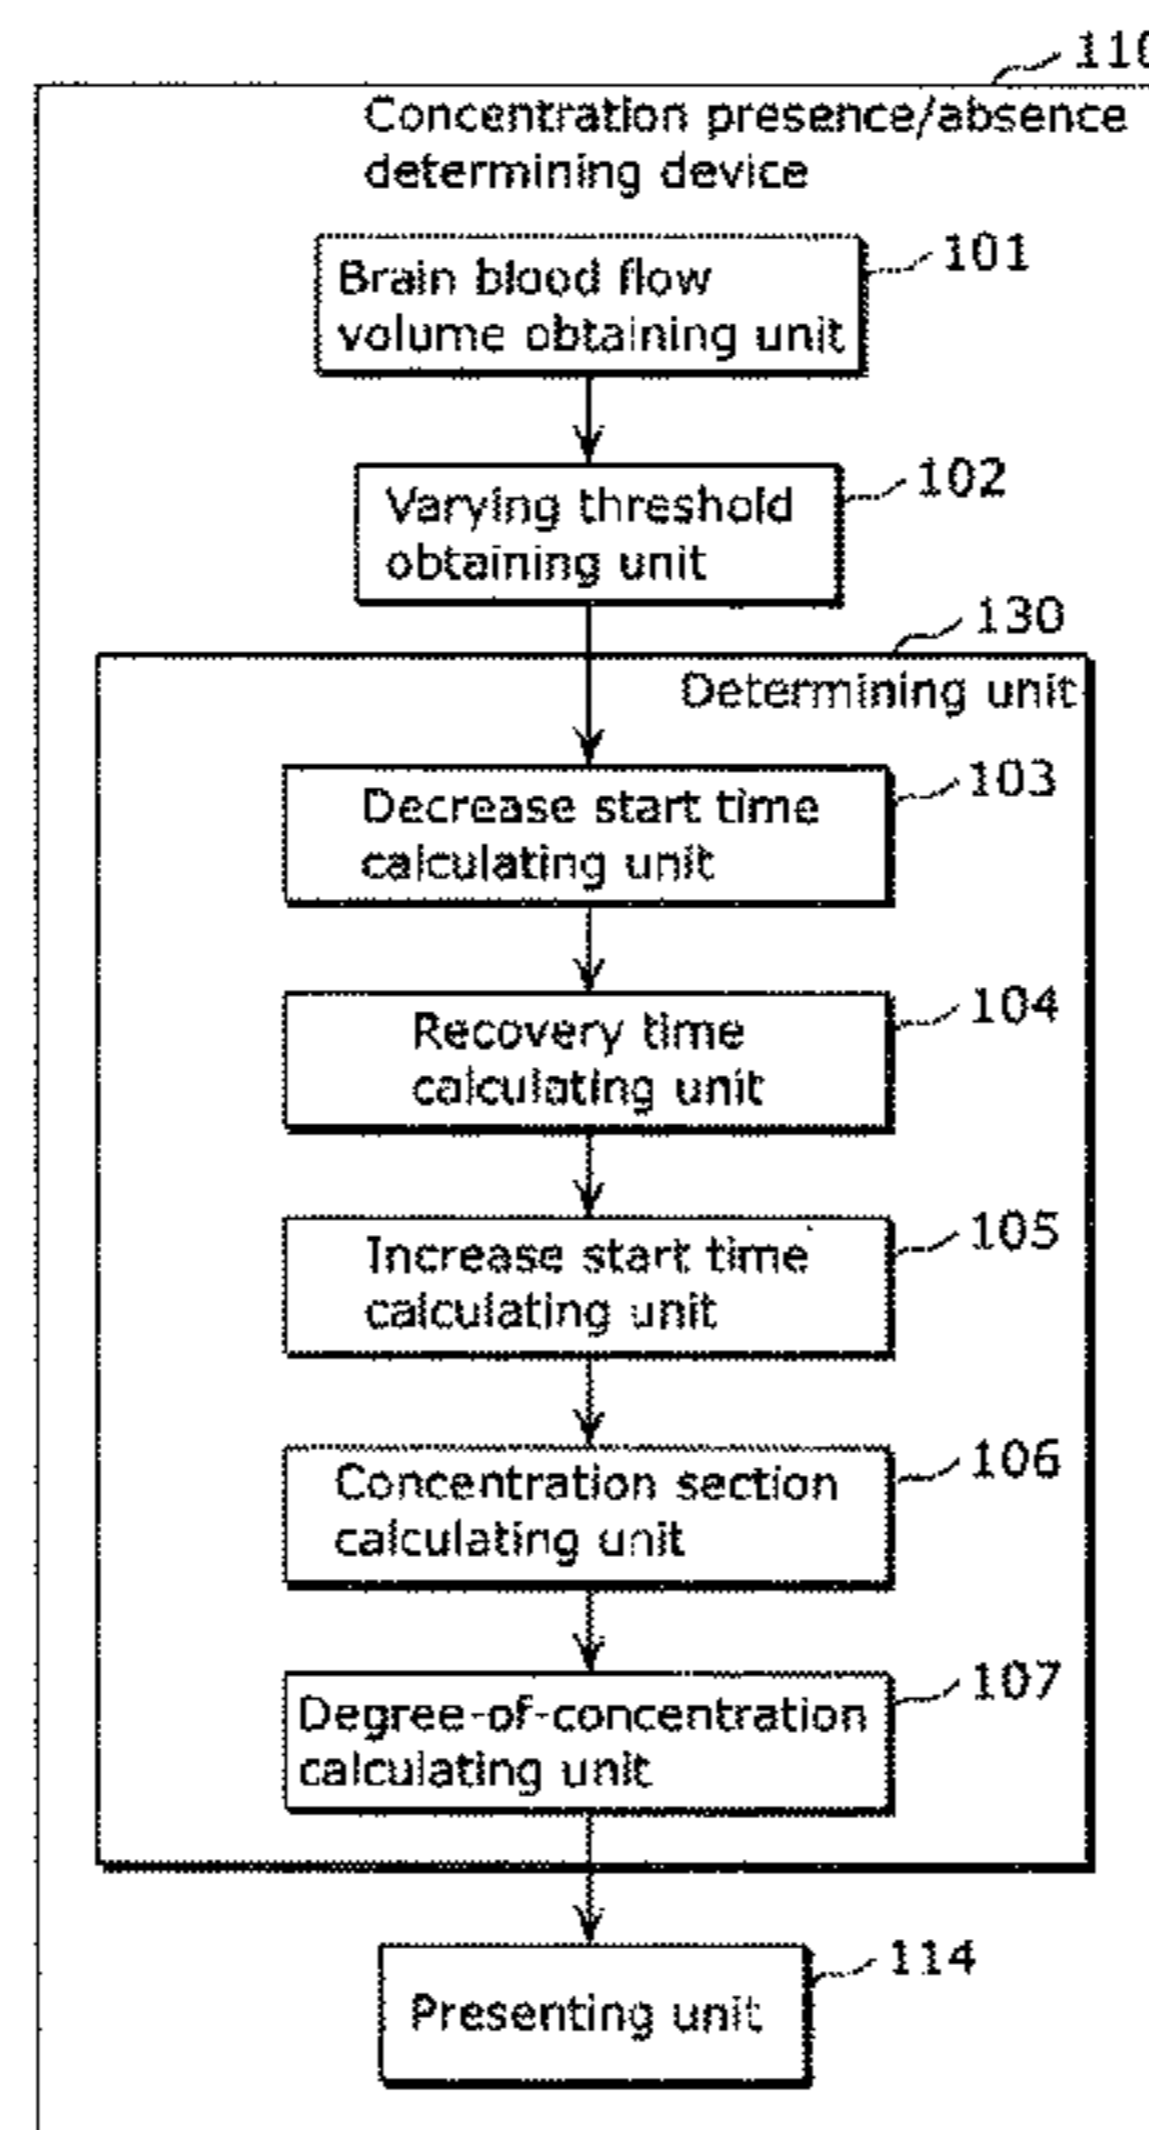 110
Concentration presence/absence
determining device
101
Brain blood flow
volume obtaining unit
102
Varying threshold
obtaining unit
130
Determining unit
103
Decrease start time
calculating unit
104
Recovery time
calculating unit
105
Increase start time
calculating unit
106
Concentration section
calculating unit
107
Degree-of-concentration
calculating unit
114
Presenting unit